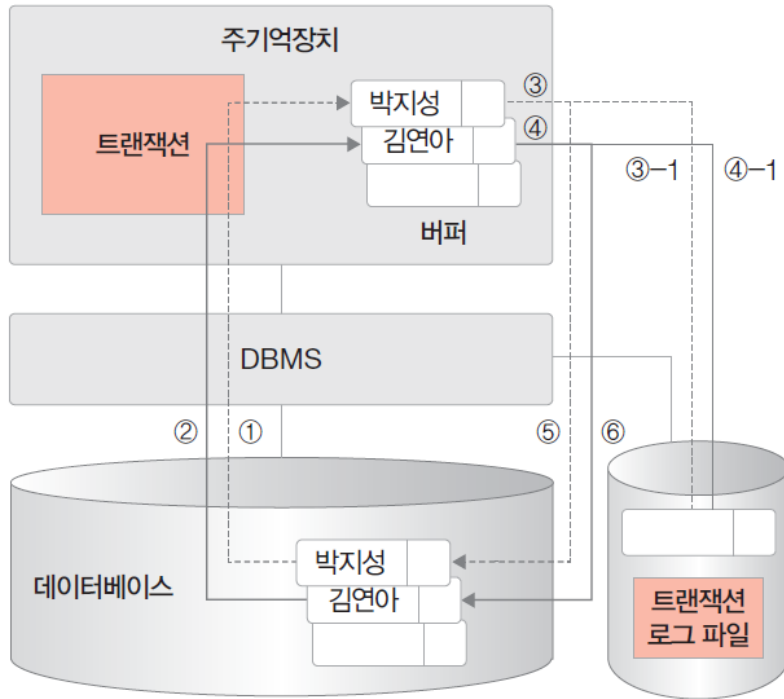 주기억장치
트랜잭션
박지성
③
김연아
④
③-1
④-1
버퍼
DBMS
②
①
⑤
⑥
데이터베이스
박지성
김연아
트랜잭션
로그 파일